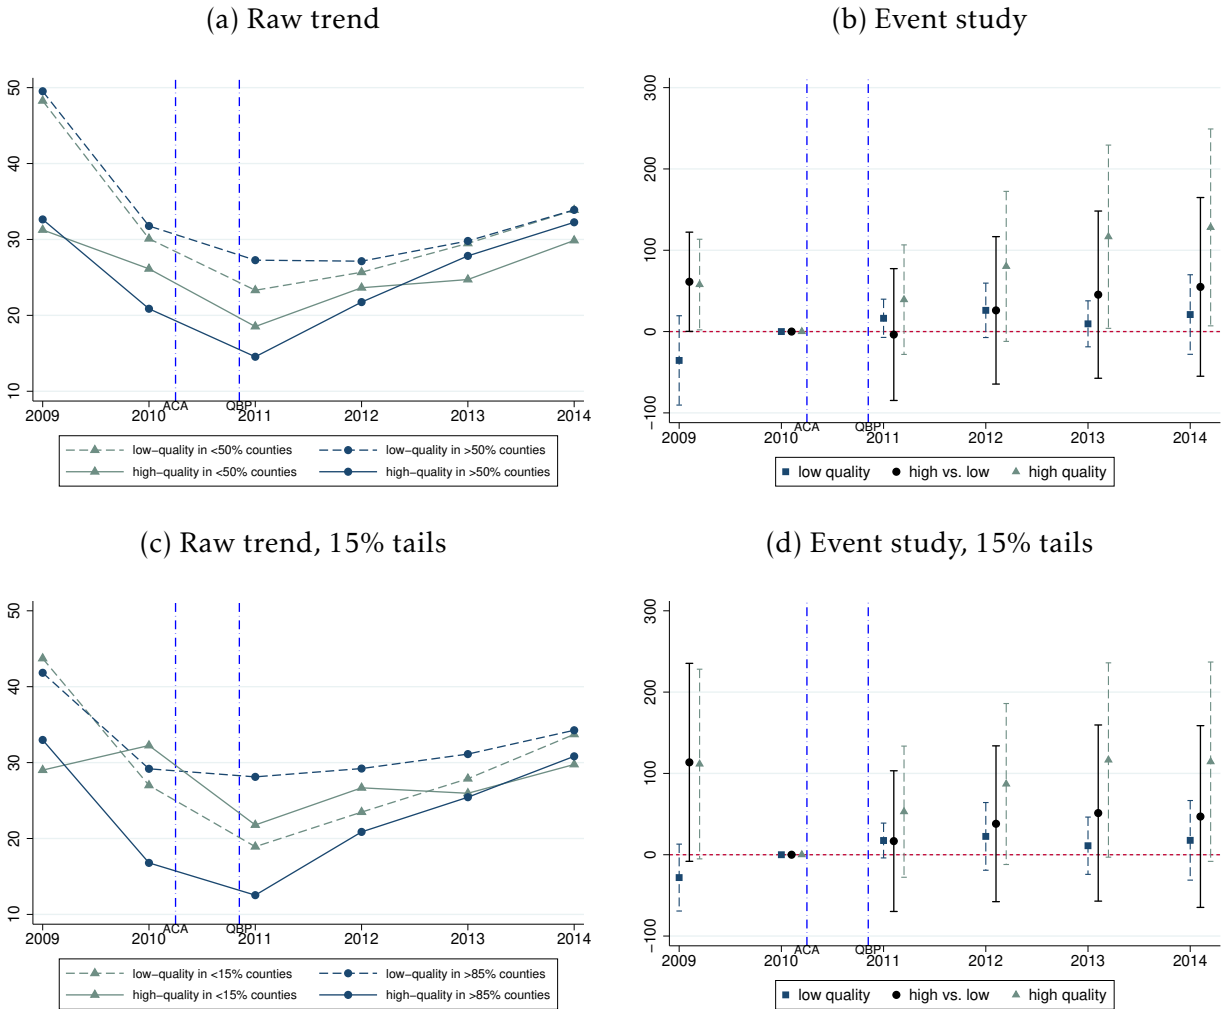 (a) Raw trend
50
40
30
20
10
2009 2010 ACA QBP 2011 2012 2013 2014
low−quality in <50% counties low−quality in >50% counties
high−quality in <50% counties high−quality in >50% counties
(b) Event study
300
200
100
0
−100
2009 2010 ACA QBP 2011 2012 2013 2014
low quality high vs. low high quality
(c) Raw trend, 15% tails
50
40
30
20
10
2009 2010 ACA QBP 2011 2012 2013 2014
low−quality in <15% counties low−quality in >85% counties
high−quality in <15% counties high−quality in >85% counties
(d) Event study, 15% tails
300
200
100
0
−100
2009 2010 ACA QBP 2011 2012 2013 2014
low quality high vs. low high quality